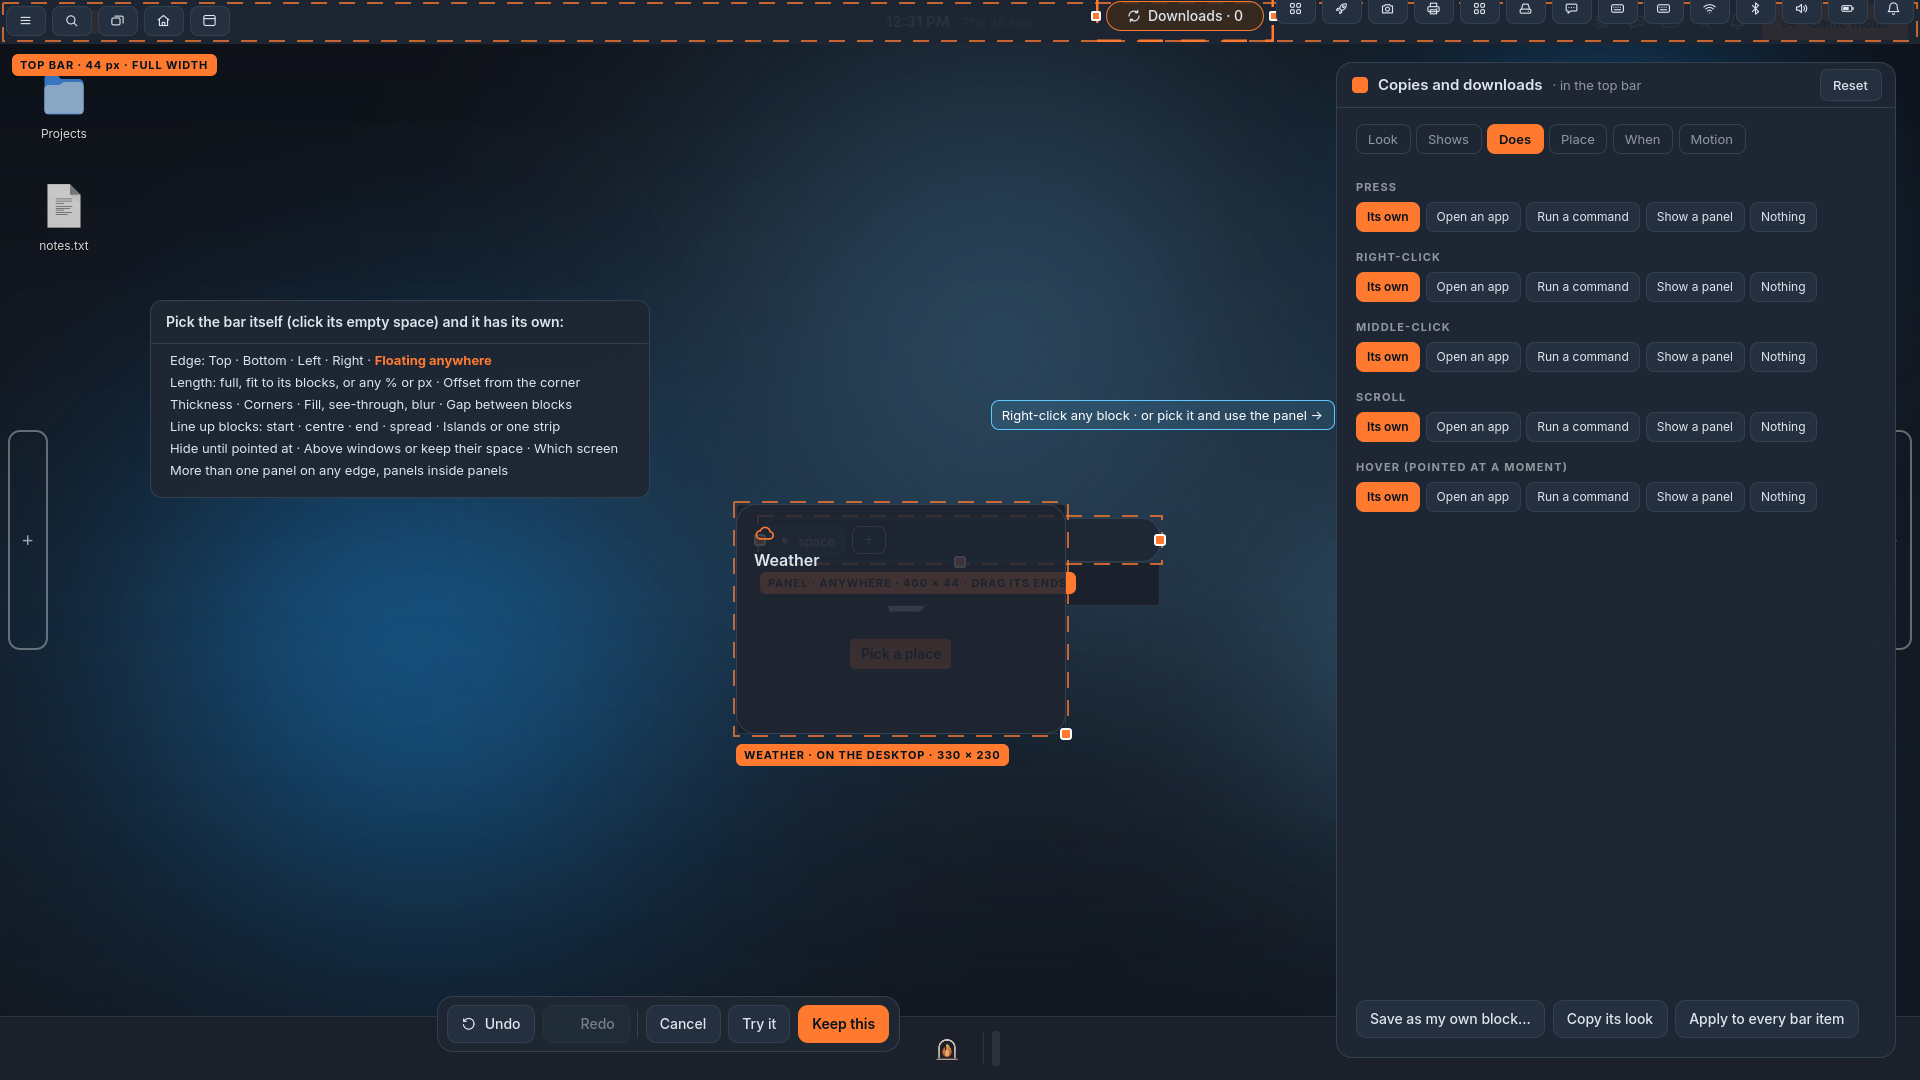 12:31 PM Thu 26 Nov
Downloads · 0
TOP BAR · 44 px · FULL WIDTH
Projects
notes.txt
Pick the bar itself (click its empty space) and it has its own:
Edge: Top · Bottom · Left · Right · Floating anywhere
Length: full, fit to its blocks, or any % or px · Offset from the corner
Thickness · Corners · Fill, see-through, blur · Gap between blocks
Line up blocks: start · centre · end · spread · Islands or one strip
Hide until pointed at · Above windows or keep their space · Which screen
More than one panel on any edge, panels inside panels
+
Right-click any block · or pick it and use the panel →
space +
Weather
PANEL · ANYWHERE · 400 × 44 · DRAG ITS ENDS
Pick a place
WEATHER · ON THE DESKTOP · 330 × 230
Copies and downloads · in the top bar
Reset
Look Shows Does Place When Motion
PRESS
Its own Open an app Run a command Show a panel Nothing
RIGHT-CLICK
Its own Open an app Run a command Show a panel Nothing
MIDDLE-CLICK
Its own Open an app Run a command Show a panel Nothing
SCROLL
Its own Open an app Run a command Show a panel Nothing
HOVER (POINTED AT A MOMENT)
Its own Open an app Run a command Show a panel Nothing
Save as my own block... Copy its look Apply to every bar item
Undo Redo Cancel Try it Keep this